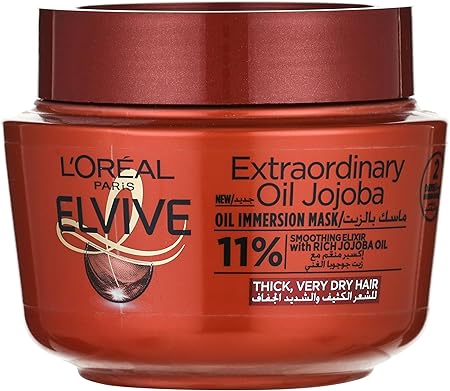 L'ORÉAL
PARIS
ELVIVE
Extraordinary
NEW/جديد Oil Jojoba
OIL IMMERSION MASK/ماسك بالزيت
11%
SMOOTHING ELIXIR
with RICH JOJOBA OIL
إكسير منعّم مع
زيت جوجوبا الغني
THICK, VERY DRY HAIR
للشعر الكثيف والشديد الجفاف
2